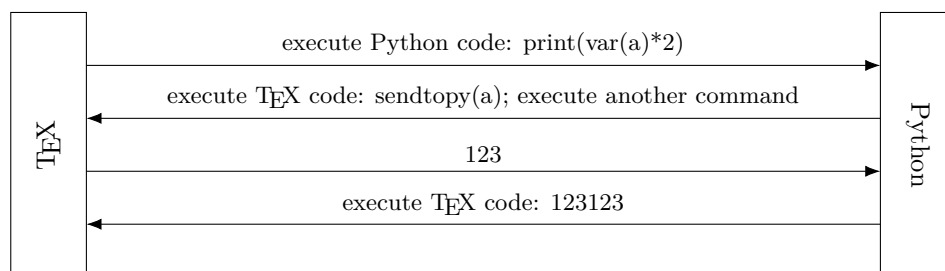 execute Python code: print(var(a)*2)
execute TEX code: sendtopy(a); execute another command
TEX
Python
123
execute TEX code: 123123